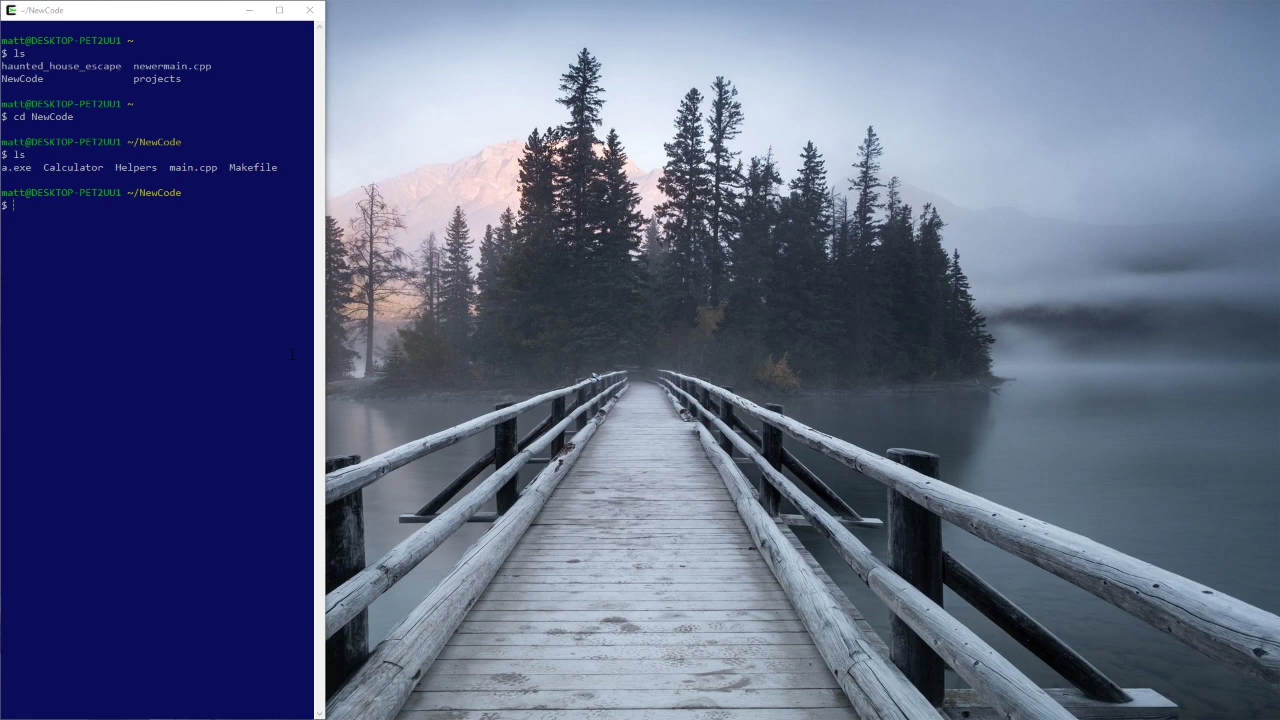 ~/NewCode
matt@DESKTOP-PET2UU1 ~
$ ls
haunted_house_escape  newermain.cpp
NewCode               projects
matt@DESKTOP-PET2UU1 ~
$ cd NewCode
matt@DESKTOP-PET2UU1 ~/NewCode
$ ls
a.exe  Calculator  Helpers  main.cpp  Makefile
matt@DESKTOP-PET2UU1 ~/NewCode
$